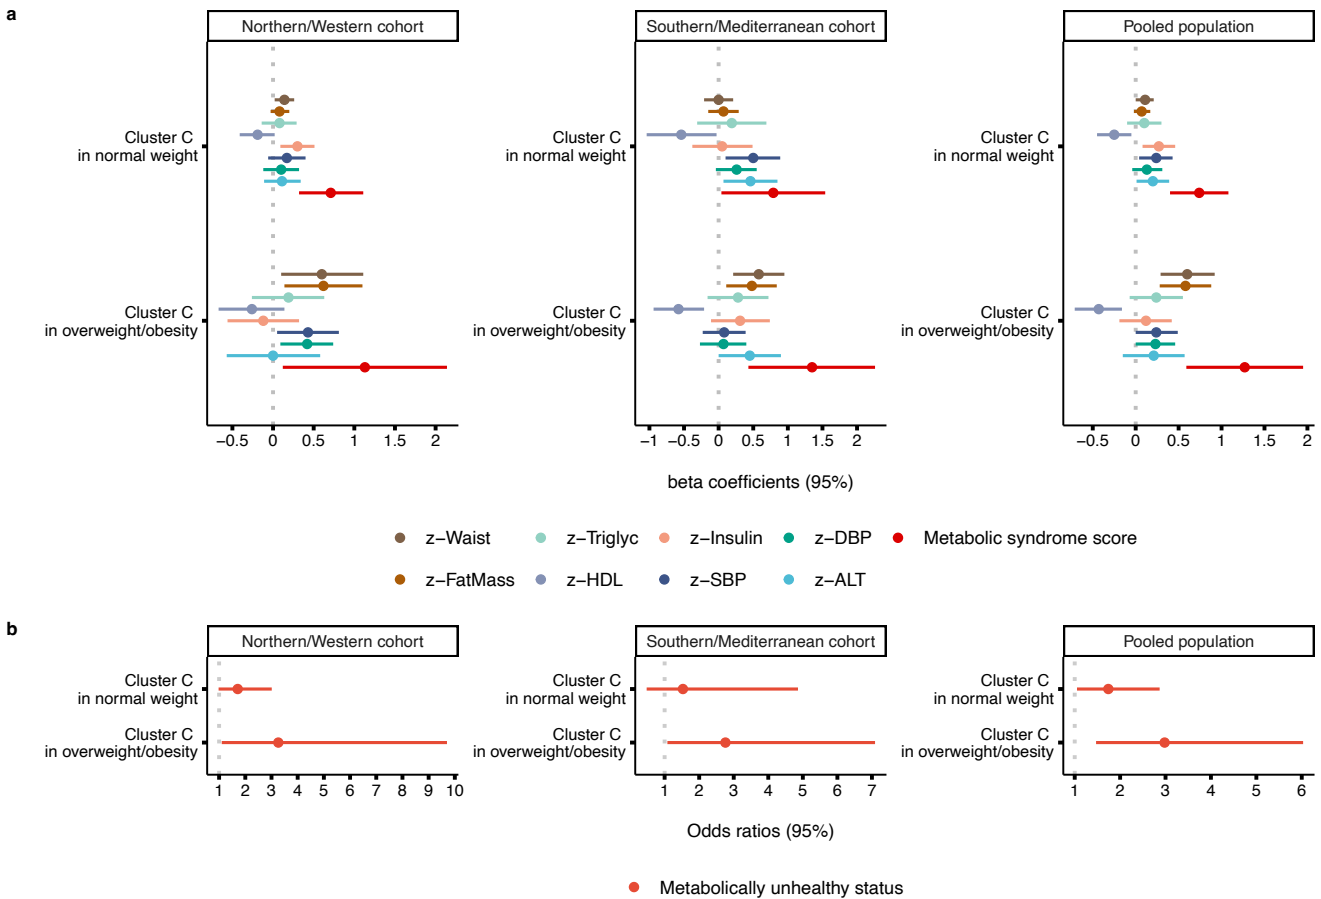 a
Northern/Western cohort
Southern/Mediterranean cohort
Pooled population
Cluster C
in normal weight
Cluster C
in overweight/obesity
Cluster C
in normal weight
Cluster C
in overweight/obesity
Cluster C
in normal weight
Cluster C
in overweight/obesity
−0.5 0 0.5 1 1.5 2
−1 −0.5 0 0.5 1 1.5 2
−0.5 0 0.5 1 1.5 2
beta coefficients (95%)
z−Waist z−Triglyc z−Insulin z−DBP Metabolic syndrome score
z−FatMass z−HDL z−SBP z−ALT
b
Northern/Western cohort
Southern/Mediterranean cohort
Pooled population
Cluster C
in normal weight
Cluster C
in overweight/obesity
Cluster C
in normal weight
Cluster C
in overweight/obesity
Cluster C
in normal weight
Cluster C
in overweight/obesity
1 2 3 4 5 6 7 8 9 10
1 2 3 4 5 6 7
1 2 3 4 5 6
Odds ratios (95%)
Metabolically unhealthy status